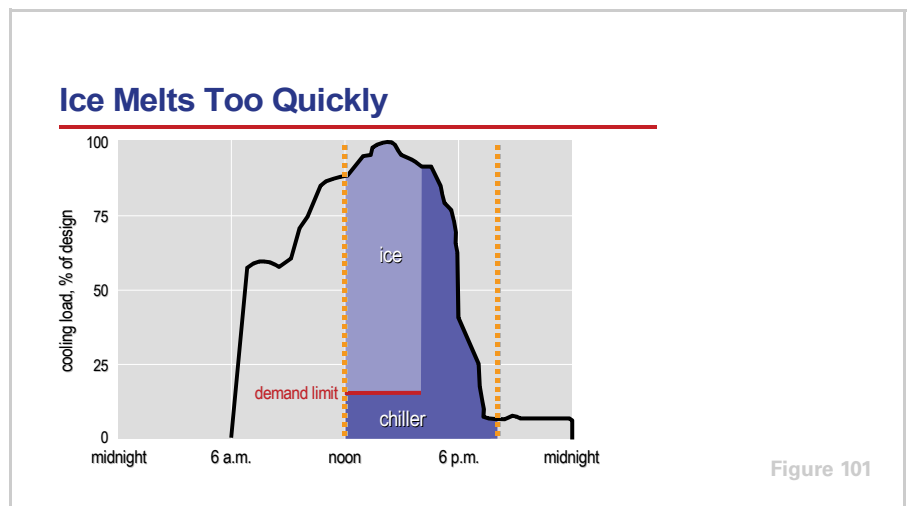 Ice Melts Too Quickly
100
75
50
25
0
cooling load, % of design
ice
demand limit
chiller
midnight 6 a.m. noon 6 p.m. midnight
Figure 101